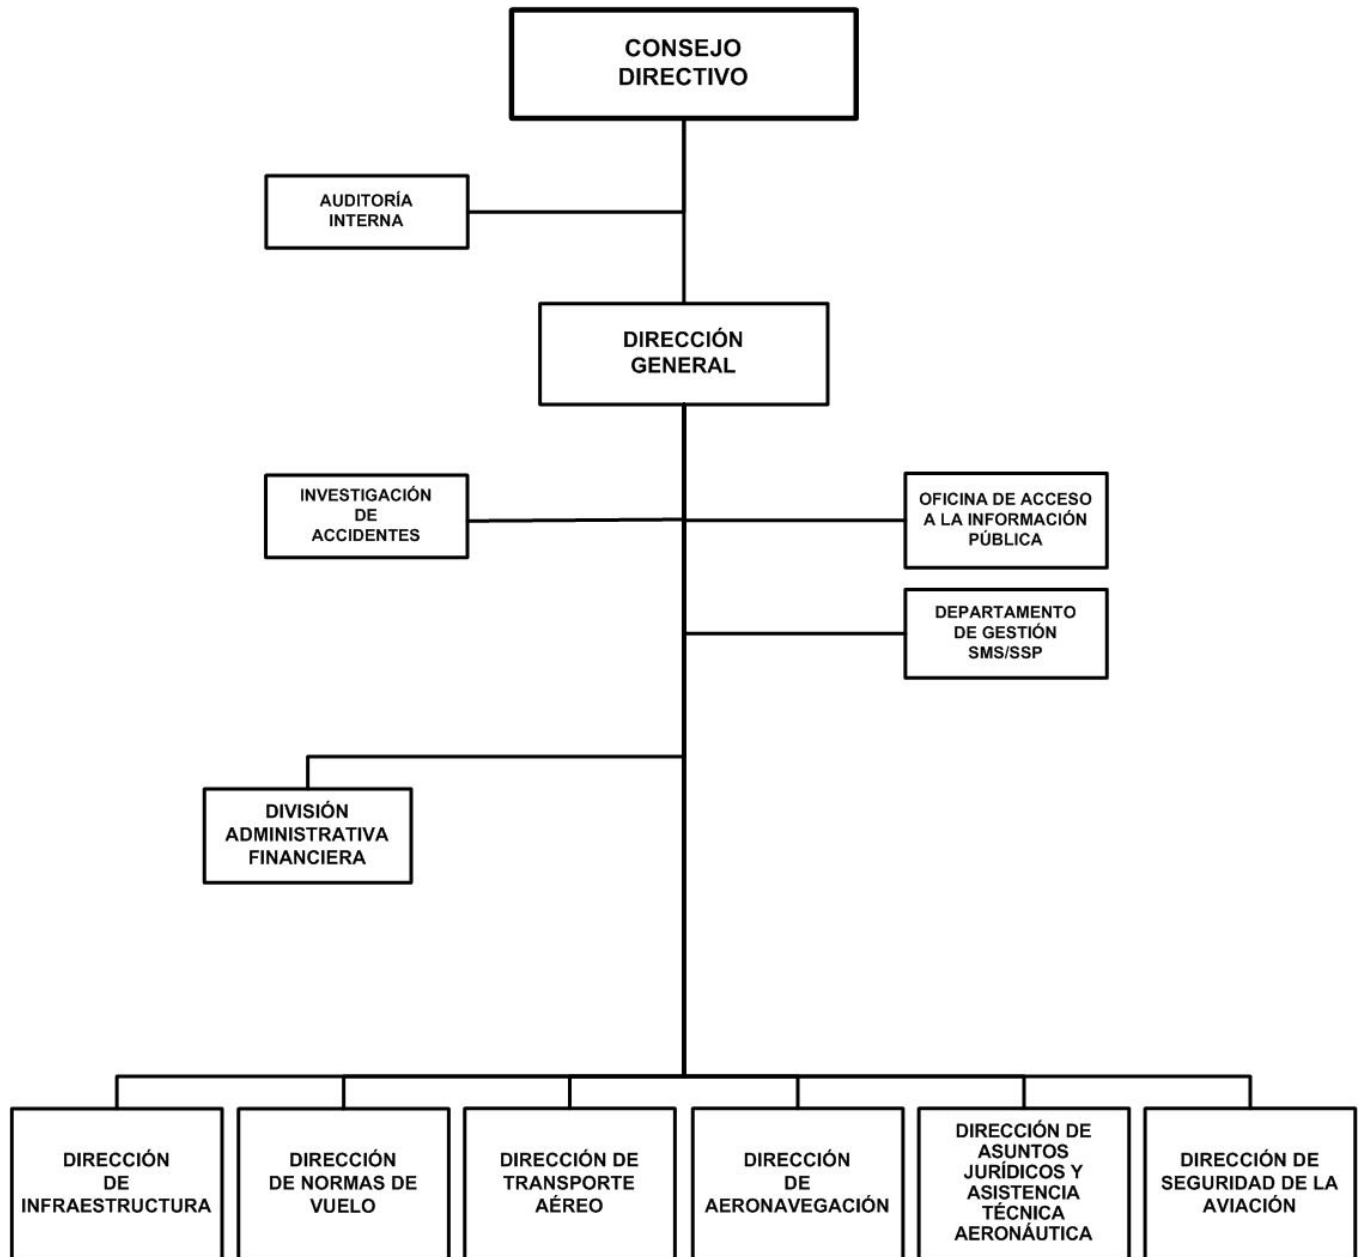 CONSEJO
DIRECTIVO
AUDITORÍA
INTERNA
DIRECCIÓN
GENERAL
INVESTIGACIÓN
DE
ACCIDENTES
OFICINA DE ACCESO
A LA INFORMACIÓN
PÚBLICA
DEPARTAMENTO
DE GESTIÓN
SMS/SSP
DIVISIÓN
ADMINISTRATIVA
FINANCIERA
DIRECCIÓN
DE
INFRAESTRUCTURA
DIRECCIÓN
DE NORMAS DE
VUELO
DIRECCIÓN DE
TRANSPORTE
AÉREO
DIRECCIÓN
DE
AERONAVEGACIÓN
DIRECCIÓN DE
ASUNTOS
JURÍDICOS Y
ASISTENCIA
TÉCNICA
AERONÁUTICA
DIRECCIÓN DE
SEGURIDAD DE LA
AVIACIÓN